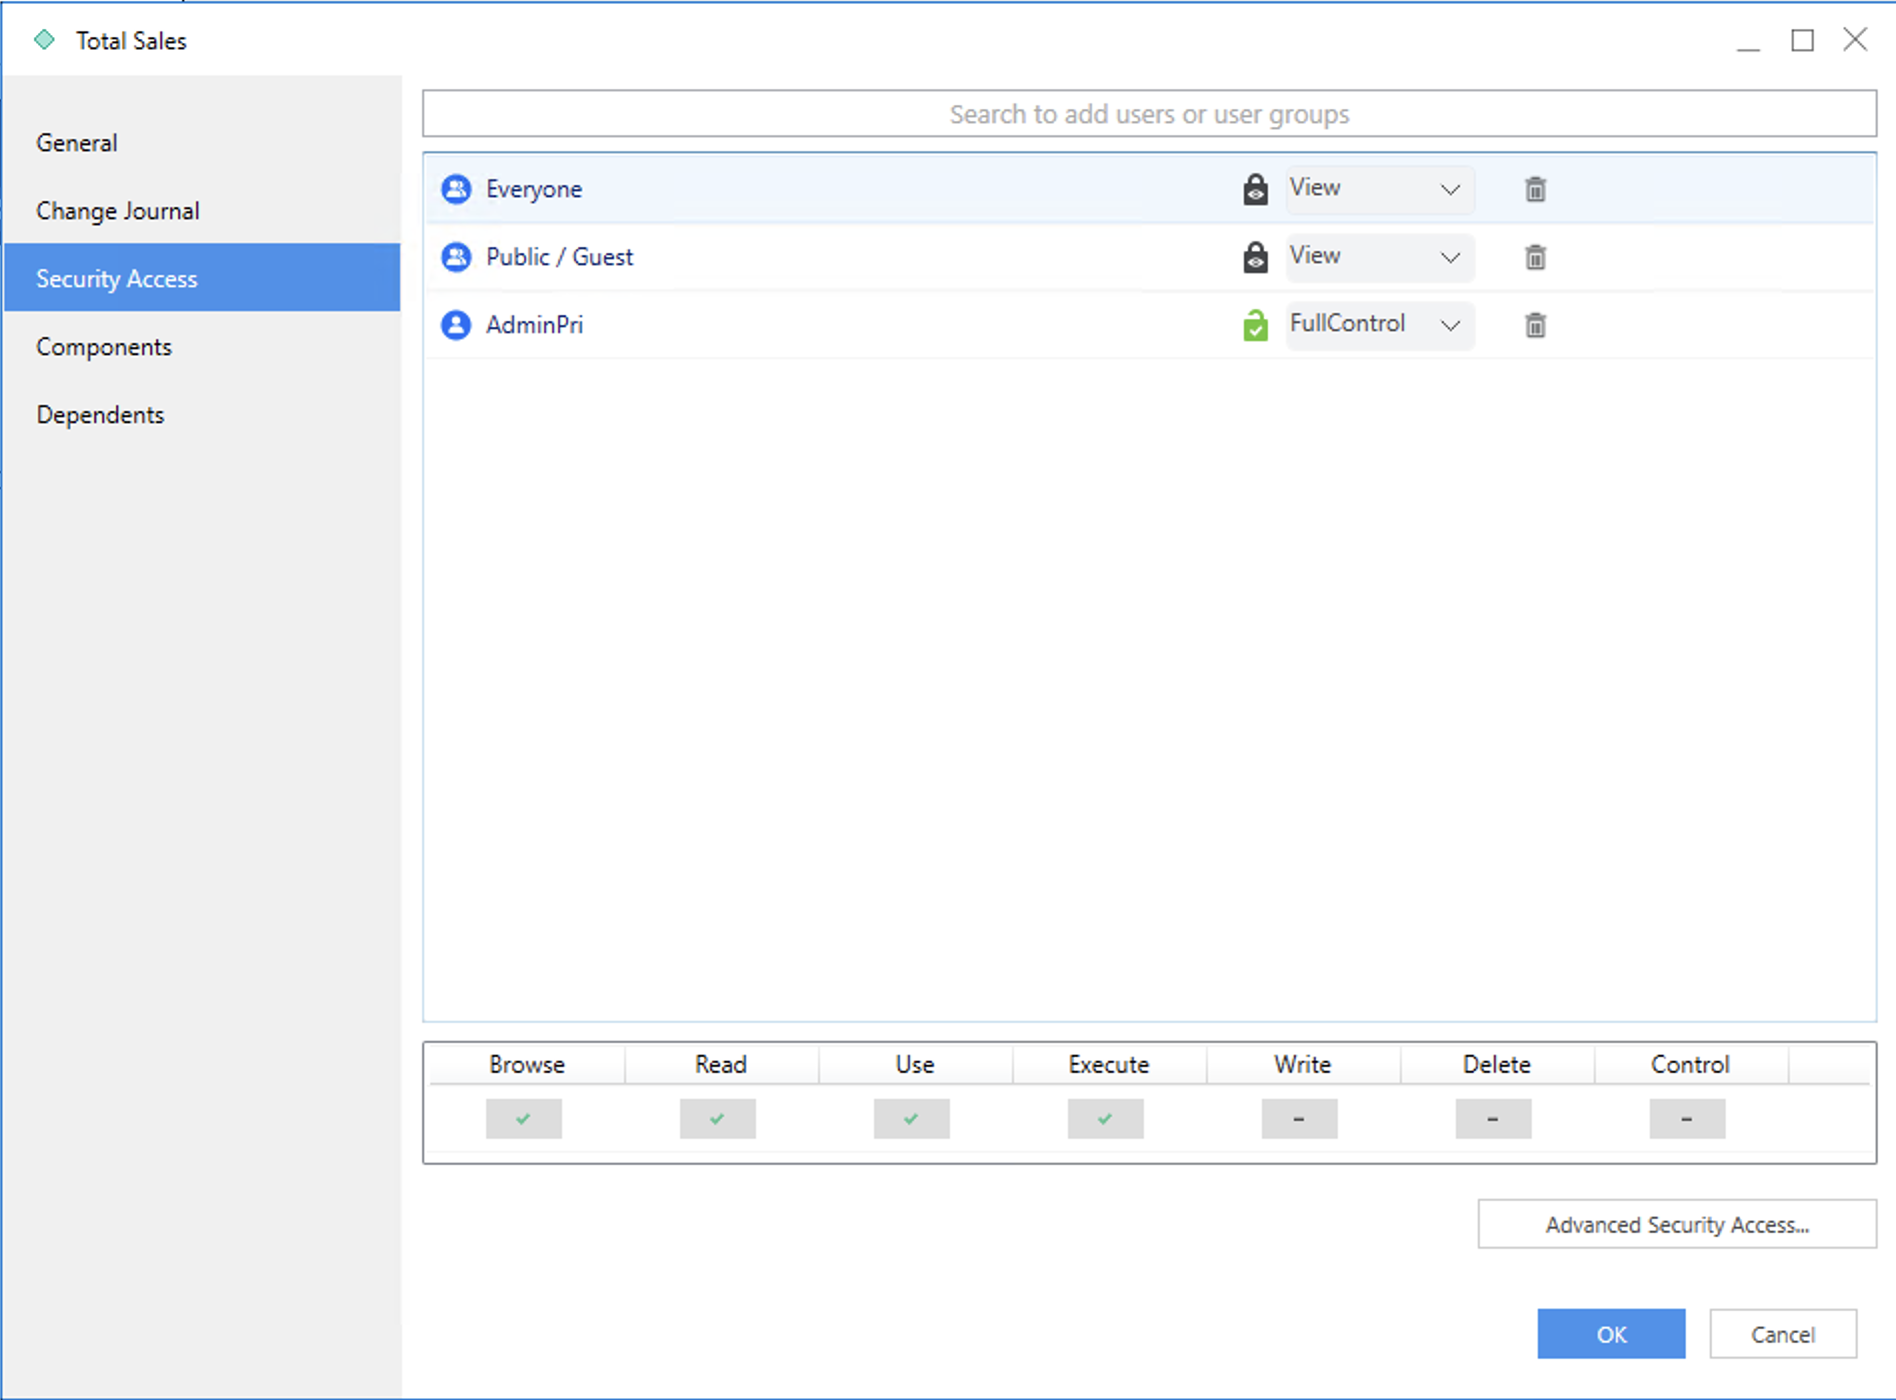 Total Sales
General
Change Journal
Security Access
Components
Dependents
Search to add users or user groups
Everyone View
Public / Guest View
AdminPri FullControl
Browse Read Use Execute Write Delete Control
Advanced Security Access...
OK Cancel